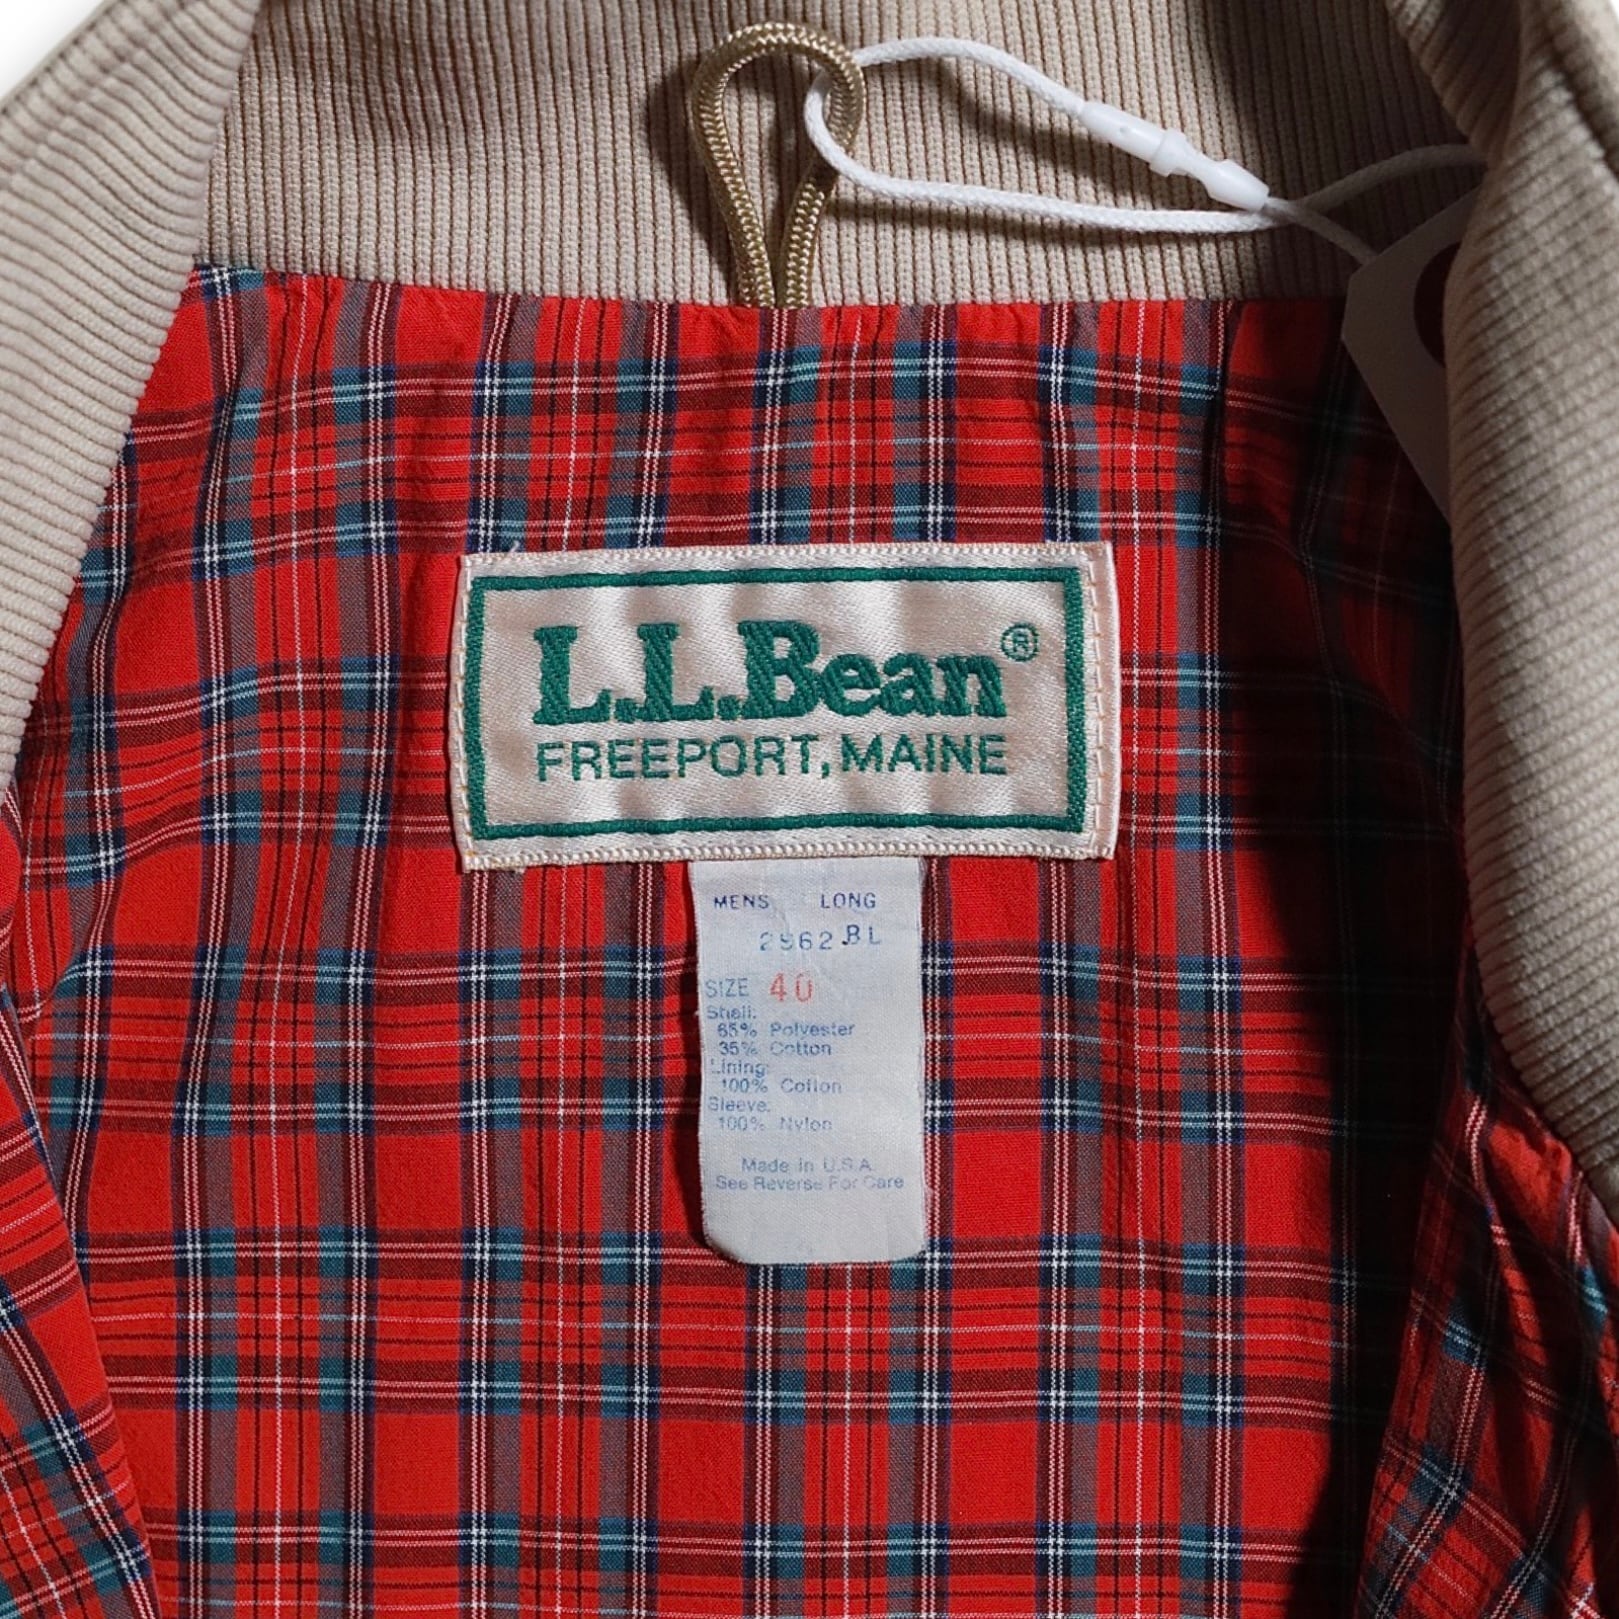 L.L.Bean®
FREEPORT, MAINE
MENS LONG
2962 BL
SIZE 40
Shell:
65% Polyester
35% Cotton
Lining:
100% Cotton
Sleeve:
100% Nylon
Made in U.S.A.
See Reverse For Care